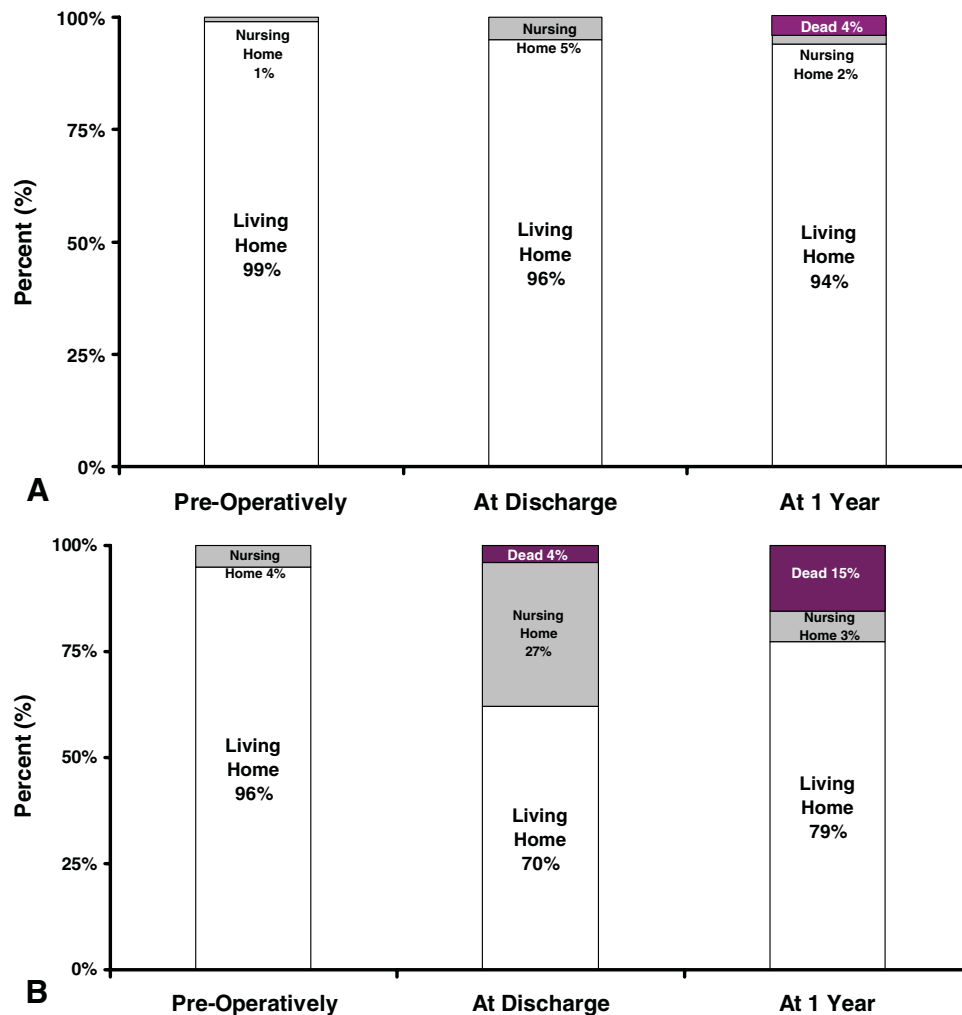 100%
75%
50%
25%
0%
Percent (%)
Nursing
Home
1%
Living
Home
99%
Nursing
Home 5%
Living
Home
96%
Dead 4%
Nursing
Home 2%
Living
Home
94%
A
Pre-Operatively
At Discharge
At 1 Year
100%
75%
50%
25%
0%
Percent (%)
Nursing
Home 4%
Living
Home
96%
Dead 4%
Nursing
Home
27%
Living
Home
70%
Dead 15%
Nursing
Home 3%
Living
Home
79%
B
Pre-Operatively
At Discharge
At 1 Year